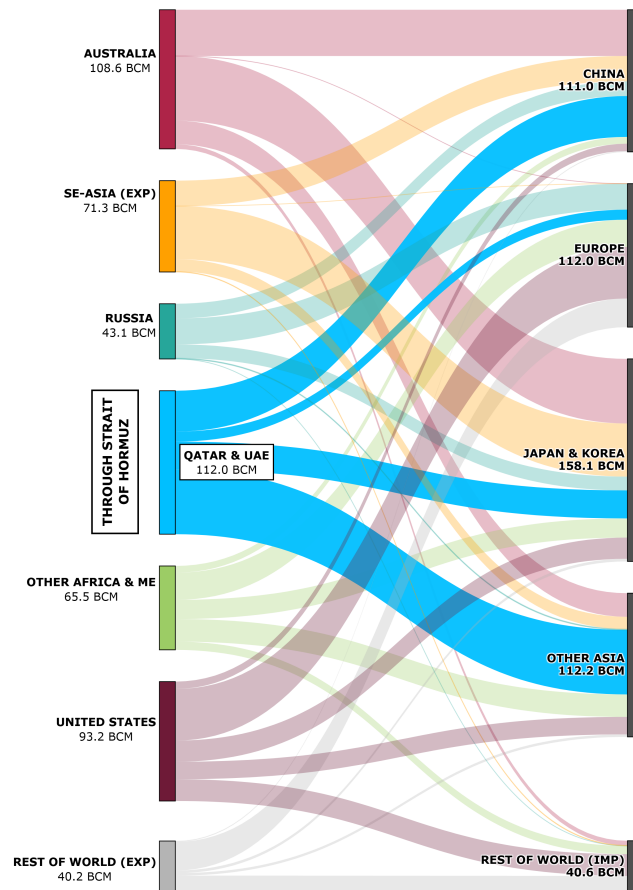 AUSTRALIA
108.6 BCM
SE-ASIA (EXP)
71.3 BCM
RUSSIA
43.1 BCM
THROUGH STRAIT
OF HORMUZ
QATAR & UAE
112.0 BCM
OTHER AFRICA & ME
65.5 BCM
UNITED STATES
93.2 BCM
REST OF WORLD (EXP)
40.2 BCM
CHINA
111.0 BCM
EUROPE
112.0 BCM
JAPAN & KOREA
158.1 BCM
OTHER ASIA
112.2 BCM
REST OF WORLD (IMP)
40.6 BCM